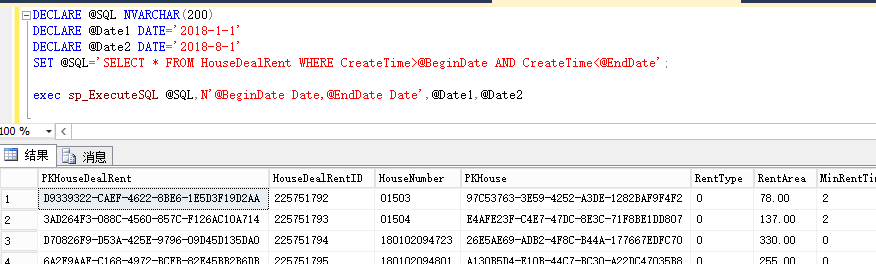 DECLARE @SQL NVARCHAR(200)
DECLARE @Date1 DATE='2018-1-1'
DECLARE @Date2 DATE='2018-8-1'
SET @SQL='SELECT * FROM HouseDealRent WHERE CreateTime>@BeginDate AND CreateTime<@EndDate';
exec sp_ExecuteSQL @SQL,N'@BeginDate Date,@EndDate Date',@Date1,@Date2
100 %
结果 消息
PKHouseDealRent HouseDealRentID HouseNumber PKHouse RentType RentArea MinRentTi
1 D9339322-CAEF-4622-8BE6-1E5D3F19D2AA 225751792 01503 97C53763-3E59-4252-A3DE-1282BAF9F4F2 0 78.00 2
2 3AD264F3-088C-4560-857C-F126AC10A714 225751793 01504 E4AFE23F-C4E7-47DC-8E3C-71F8BE1DD807 0 137.00 2
3 D70826F9-D53A-425E-9796-09D45D135DA0 225751794 180102094723 26E5AE69-ADB2-4F8C-B44A-177667EDFC70 0 330.00 0
4 6A2F9AAF-C168-4972-BCFB-82F45BB2B6DB 225751795 180102094801 A130B5D4-F10B-44C7-BC30-A22DC47035B8 0 255.00 0